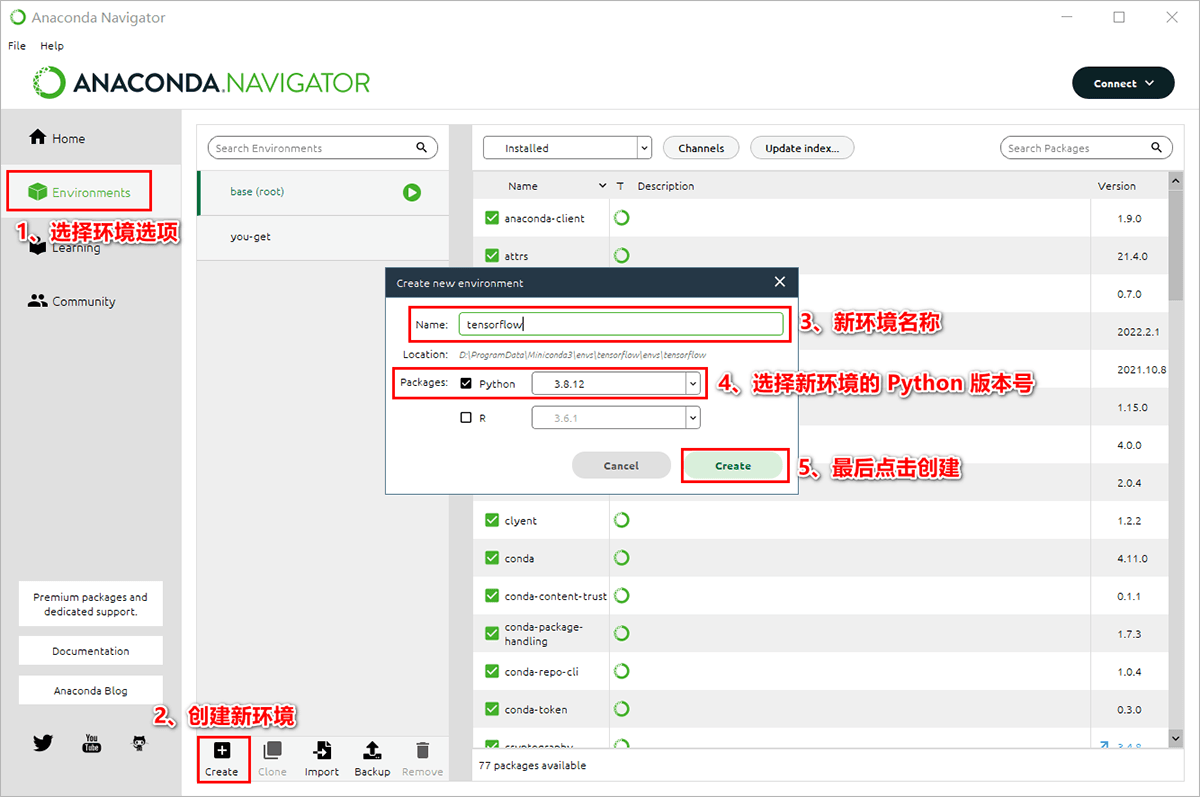 Anaconda Navigator
File Help
ANACONDA.NAVIGATOR
Connect
Home
Environments
1、选择环境选项
Learning
Community
Premium packages and
dedicated support.
Documentation
Anaconda Blog
You
Tube
Search Environments
base (root)
you-get
2、创建新环境
Create Clone Import Backup Remove
Installed Channels Update index... Search Packages
Name T Description Version
anaconda-client 1.9.0
attrs 21.4.0
0.7.0
2022.2.1
2021.10.8
1.15.0
4.0.0
2.0.4
Create new environment
Name: tensorflow
3、新环境名称
Location: D:\ProgramData\Miniconda3\envs\tensorflow\envs\tensorflow
Packages: Python 3.8.12
4、选择新环境的 Python 版本号
R 3.6.1
Cancel Create
5、最后点击创建
clyent 1.2.2
conda 4.11.0
conda-content-trust 0.1.1
conda-package-
handling 1.7.3
conda-repo-cli 1.0.4
conda-token 0.3.0
cryptography 3.4.8
77 packages available